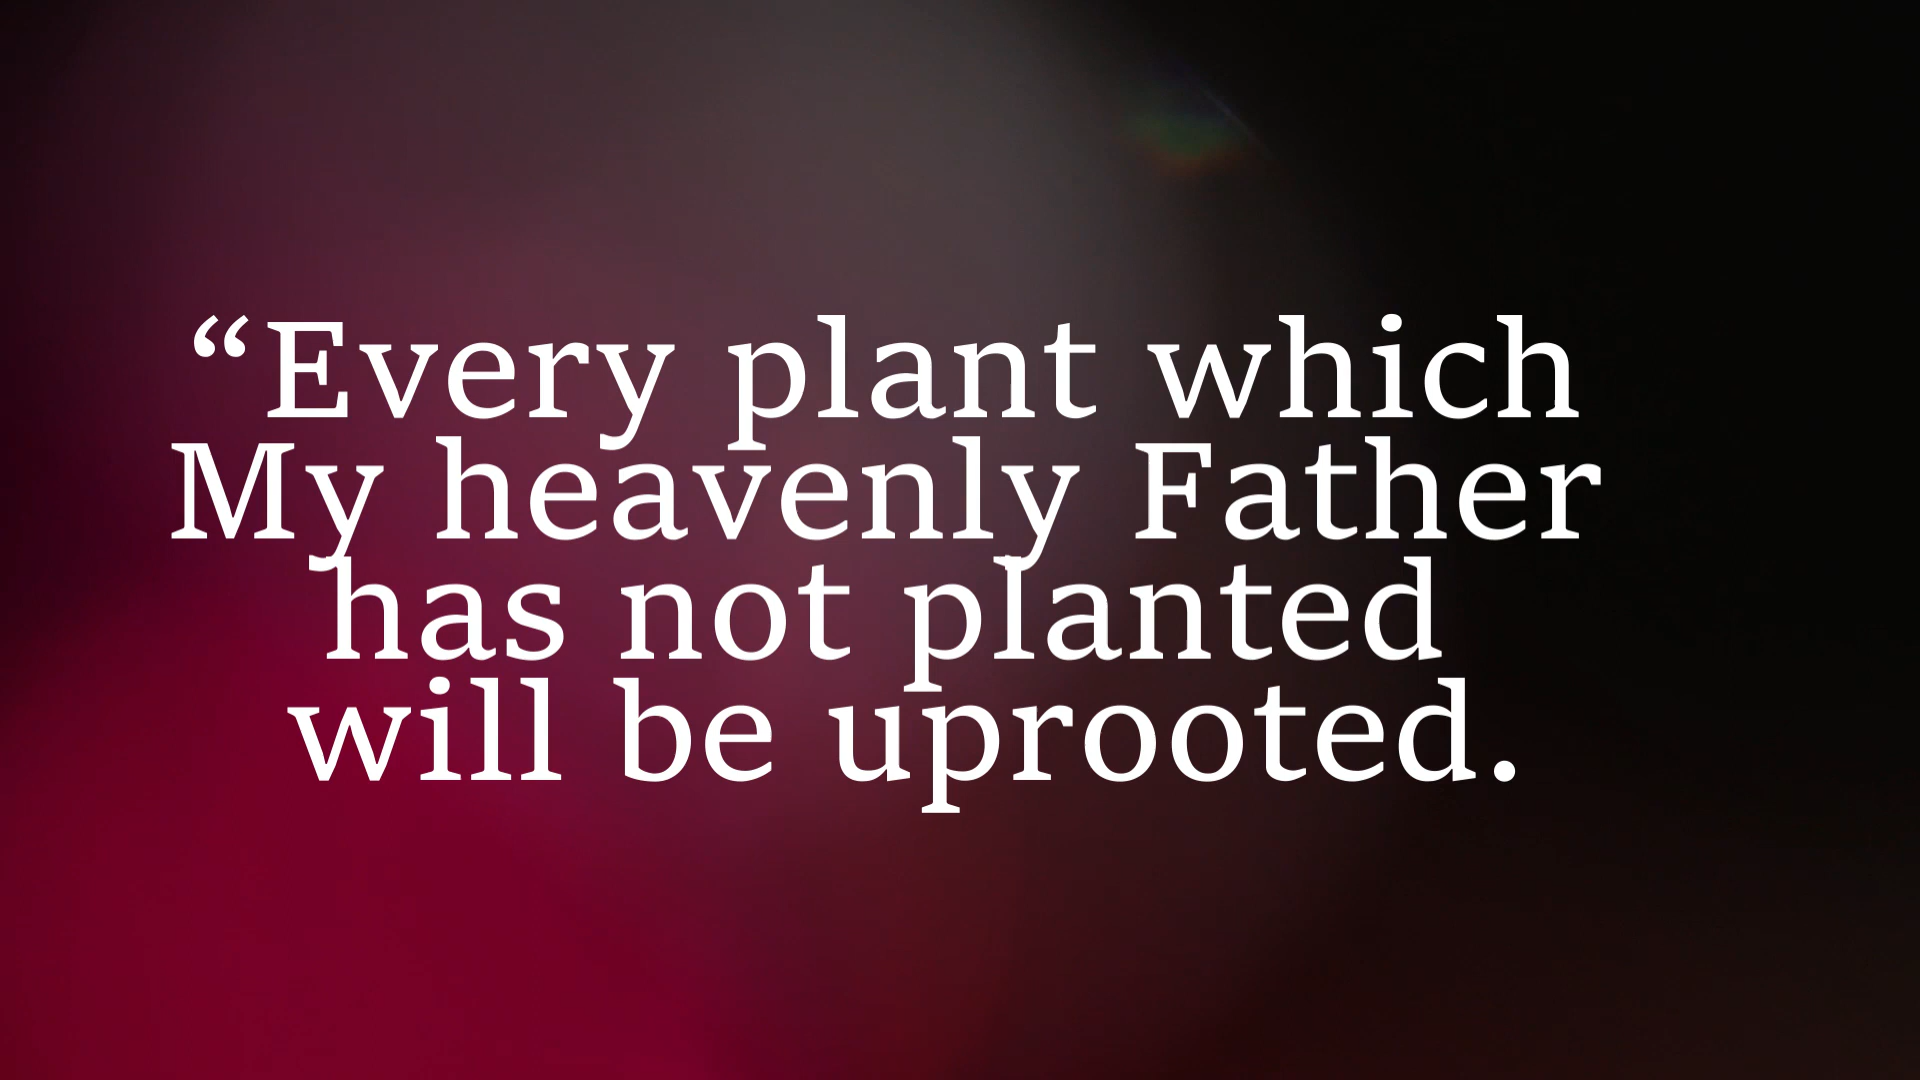 “Every plant which
My heavenly Father
has not planted
will be uprooted.